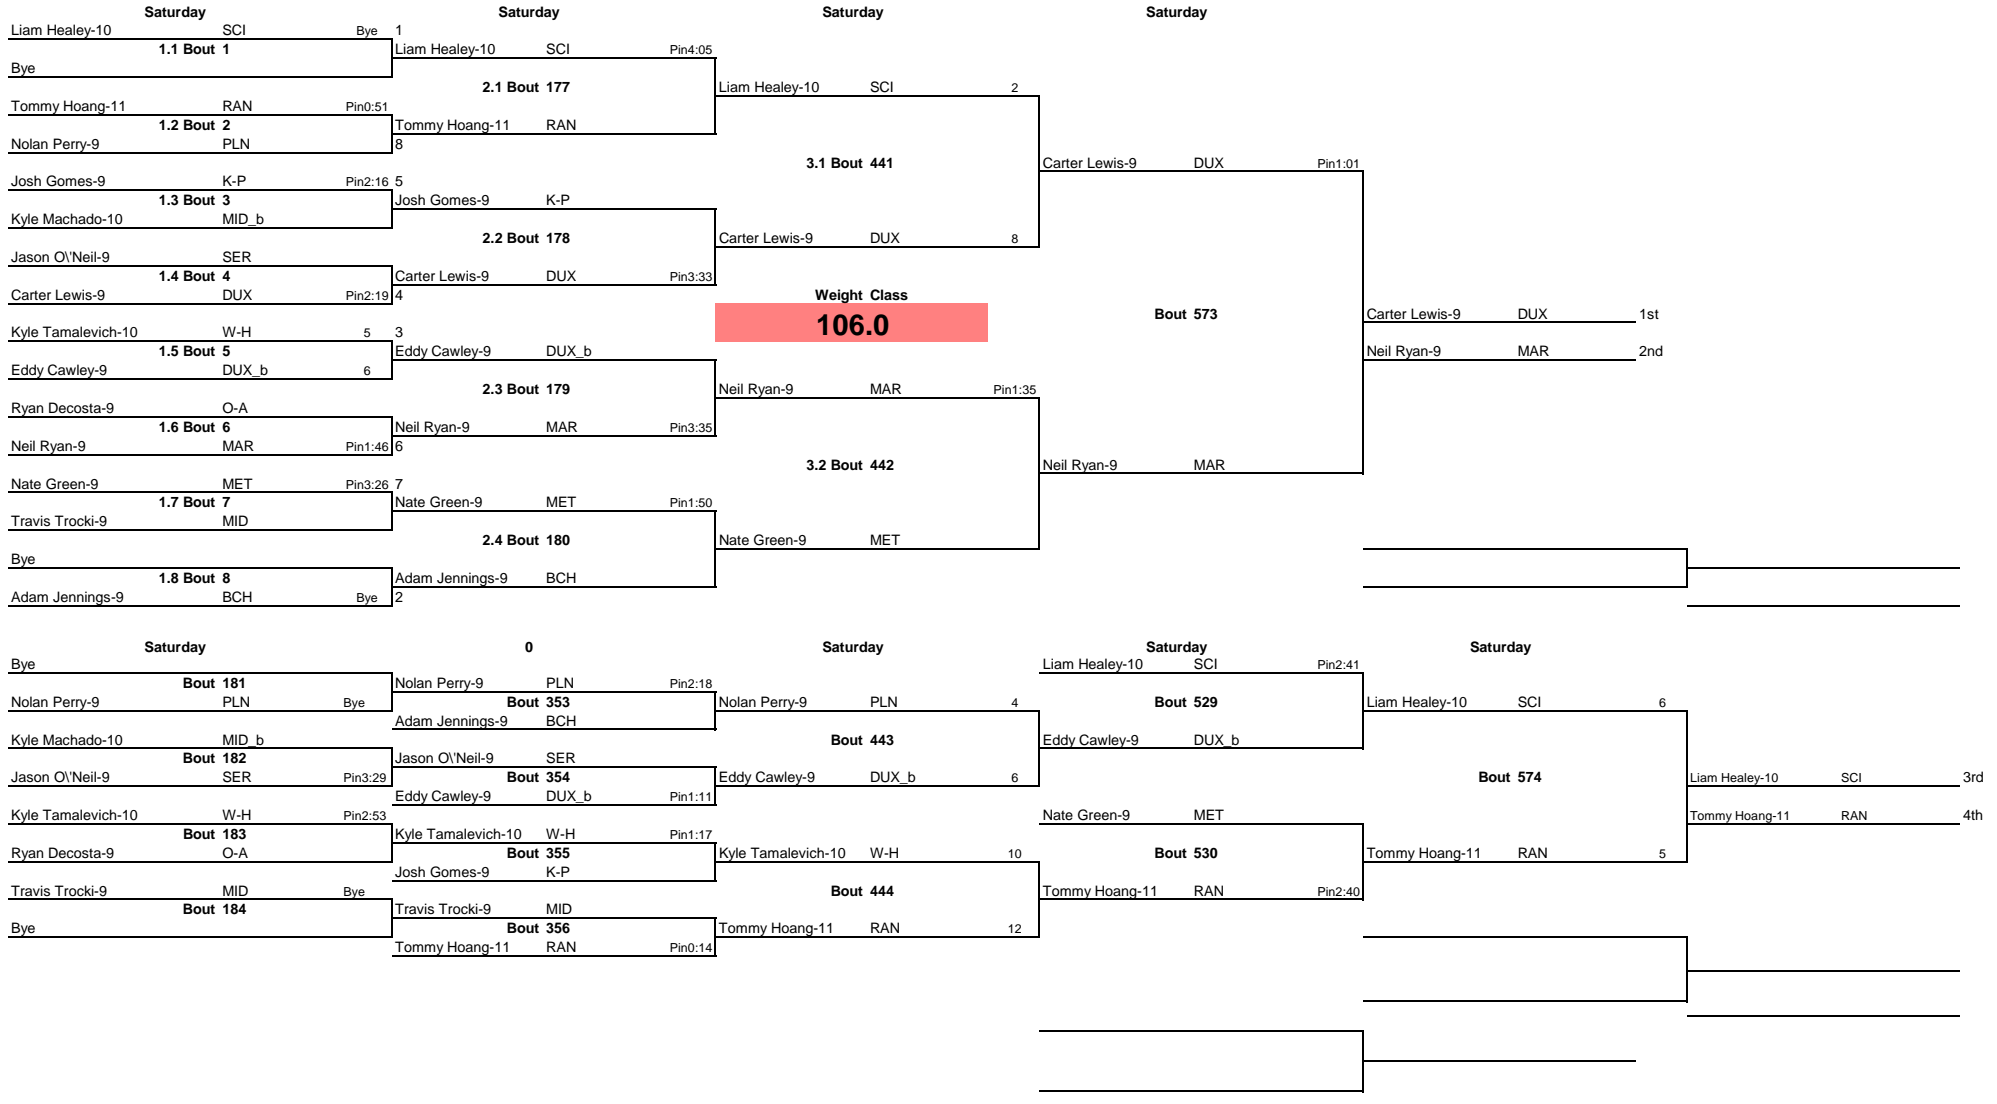 Saturday Saturday Saturday Saturday
Liam Healey-10 SCI Bye 1
1.1 Bout 1 Liam Healey-10 SCI Pin4:05
Bye
2.1 Bout 177 Liam Healey-10 SCI 2
Tommy Hoang-11 RAN Pin0:51
1.2 Bout 2 Tommy Hoang-11 RAN
Nolan Perry-9 PLN 8
3.1 Bout 441 Carter Lewis-9 DUX Pin1:01
Josh Gomes-9 K-P Pin2:16 5
1.3 Bout 3 Josh Gomes-9 K-P
Kyle Machado-10 MID_b
2.2 Bout 178 Carter Lewis-9 DUX 8
Jason O\'Neil-9 SER
1.4 Bout 4 Carter Lewis-9 DUX Pin3:33
Carter Lewis-9 DUX Pin2:19 4 Weight Class
106.0 Bout 573 Carter Lewis-9 DUX 1st
Kyle Tamalevich-10 W-H 5 3
1.5 Bout 5 Eddy Cawley-9 DUX_b Neil Ryan-9 MAR 2nd
Eddy Cawley-9 DUX_b 6
2.3 Bout 179 Neil Ryan-9 MAR Pin1:35
Ryan Decosta-9 O-A
1.6 Bout 6 Neil Ryan-9 MAR Pin3:35
Neil Ryan-9 MAR Pin1:46 6
3.2 Bout 442 Neil Ryan-9 MAR
Nate Green-9 MET Pin3:26 7
1.7 Bout 7 Nate Green-9 MET Pin1:50
Travis Trocki-9 MID
2.4 Bout 180 Nate Green-9 MET
Bye
1.8 Bout 8 Adam Jennings-9 BCH
Adam Jennings-9 BCH Bye 2
Saturday 0 Saturday Saturday Saturday
Bye Liam Healey-10 SCI Pin2:41
Bout 181 Nolan Perry-9 PLN Pin2:18
Nolan Perry-9 PLN Bye Bout 353 Nolan Perry-9 PLN 4 Bout 529 Liam Healey-10 SCI 6
Adam Jennings-9 BCH
Kyle Machado-10 MID_b Bout 443 Eddy Cawley-9 DUX_b
Bout 182 Jason O\'Neil-9 SER
Jason O\'Neil-9 SER Pin3:29 Bout 354 Eddy Cawley-9 DUX_b 6 Bout 574 Liam Healey-10 SCI 3rd
Eddy Cawley-9 DUX_b Pin1:11
Kyle Tamalevich-10 W-H Pin2:53 Nate Green-9 MET Tommy Hoang-11 RAN 4th
Bout 183 Kyle Tamalevich-10 W-H Pin1:17
Ryan Decosta-9 O-A Bout 355 Kyle Tamalevich-10 W-H 10 Bout 530 Tommy Hoang-11 RAN 5
Josh Gomes-9 K-P
Travis Trocki-9 MID Bye Bout 444 Tommy Hoang-11 RAN Pin2:40
Bout 184 Travis Trocki-9 MID
Bye Bout 356 Tommy Hoang-11 RAN 12
Tommy Hoang-11 RAN Pin0:14